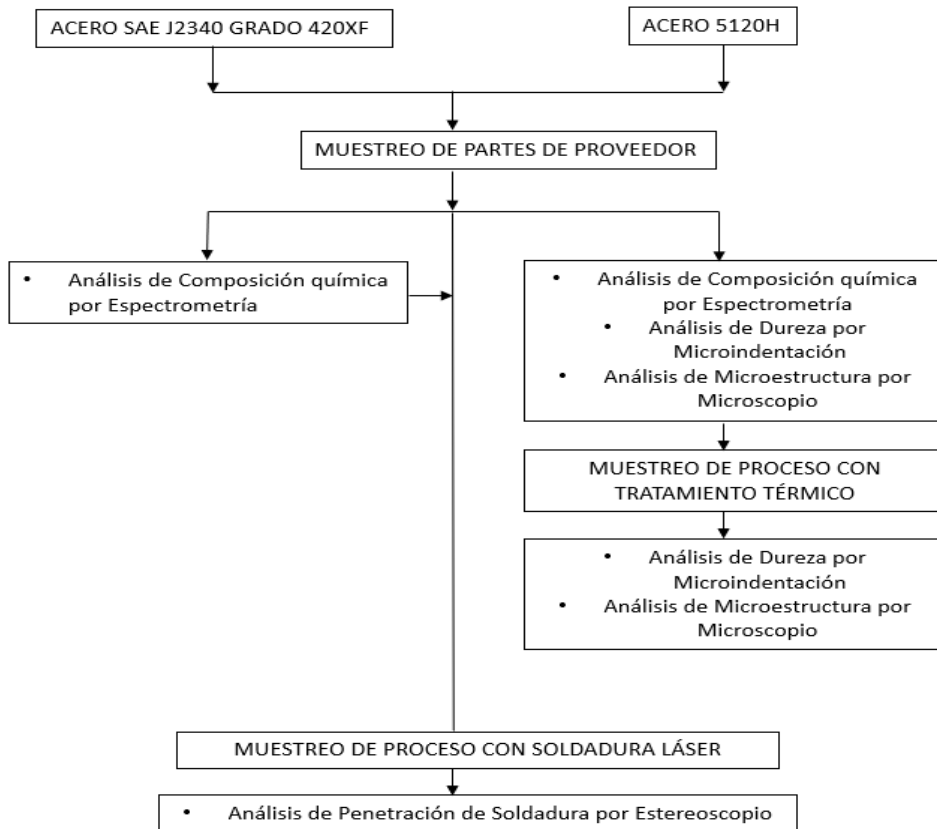 ACERO SAE J2340 GRADO 420XF
ACERO 5120H
MUESTREO DE PARTES DE PROVEEDOR
• Análisis de Composición química
por Espectrometría
• Análisis de Composición química
por Espectrometría
• Análisis de Dureza por
Microindentación
• Análisis de Microestructura por
Microscopio
MUESTREO DE PROCESO CON
TRATAMIENTO TÉRMICO
• Análisis de Dureza por
Microindentación
• Análisis de Microestructura por
Microscopio
MUESTREO DE PROCESO CON SOLDADURA LÁSER
• Análisis de Penetración de Soldadura por Estereoscopio